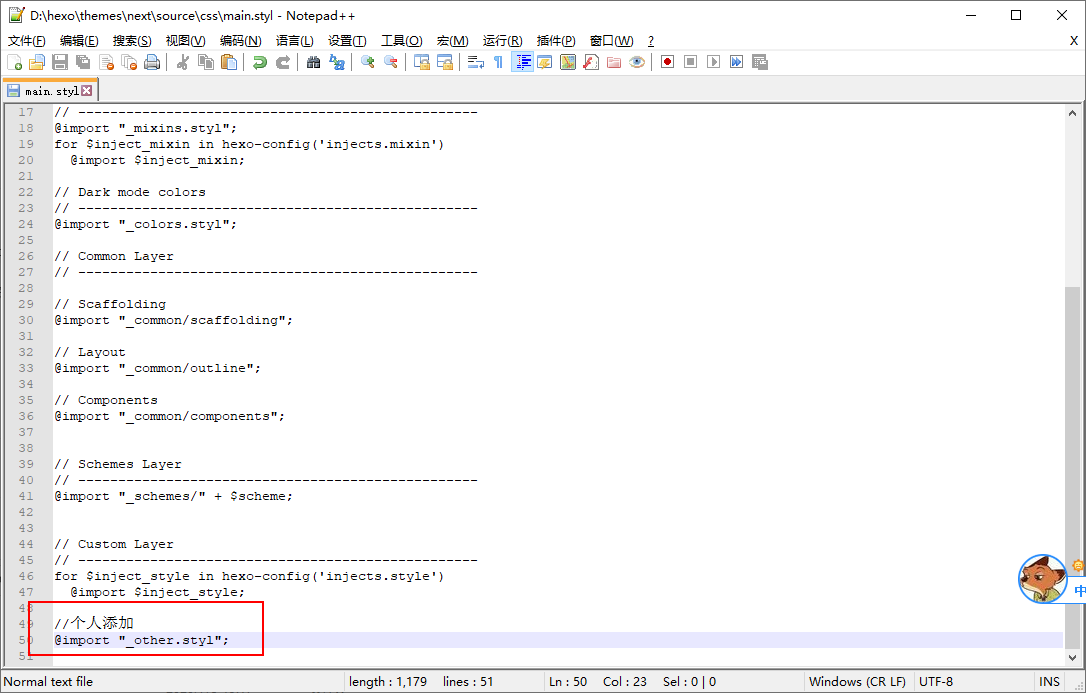 D:\hexo\themes\next\source\css\main.styl - Notepad++
文件(F) 编辑(E) 搜索(S) 视图(V) 编码(N) 语言(L) 设置(T) 工具(O) 宏(M) 运行(R) 插件(P) 窗口(W) ? X
main.styl
17 // --------------------------------------------------
18 @import "_mixins.styl";
19 for $inject_mixin in hexo-config('injects.mixin')
20   @import $inject_mixin;
21
22 // Dark mode colors
23 // --------------------------------------------------
24 @import "_colors.styl";
25
26 // Common Layer
27 // --------------------------------------------------
28
29 // Scaffolding
30 @import "_common/scaffolding";
31
32 // Layout
33 @import "_common/outline";
34
35 // Components
36 @import "_common/components";
37
38
39 // Schemes Layer
40 // --------------------------------------------------
41 @import "_schemes/" + $scheme;
42
43
44 // Custom Layer
45 // --------------------------------------------------
46 for $inject_style in hexo-config('injects.style')
47   @import $inject_style;
48
49 //个人添加
50 @import "_other.styl";
51
中
Normal text file length : 1,179 lines : 51 Ln : 50 Col : 23 Sel : 0 | 0 Windows (CR LF) UTF-8 INS